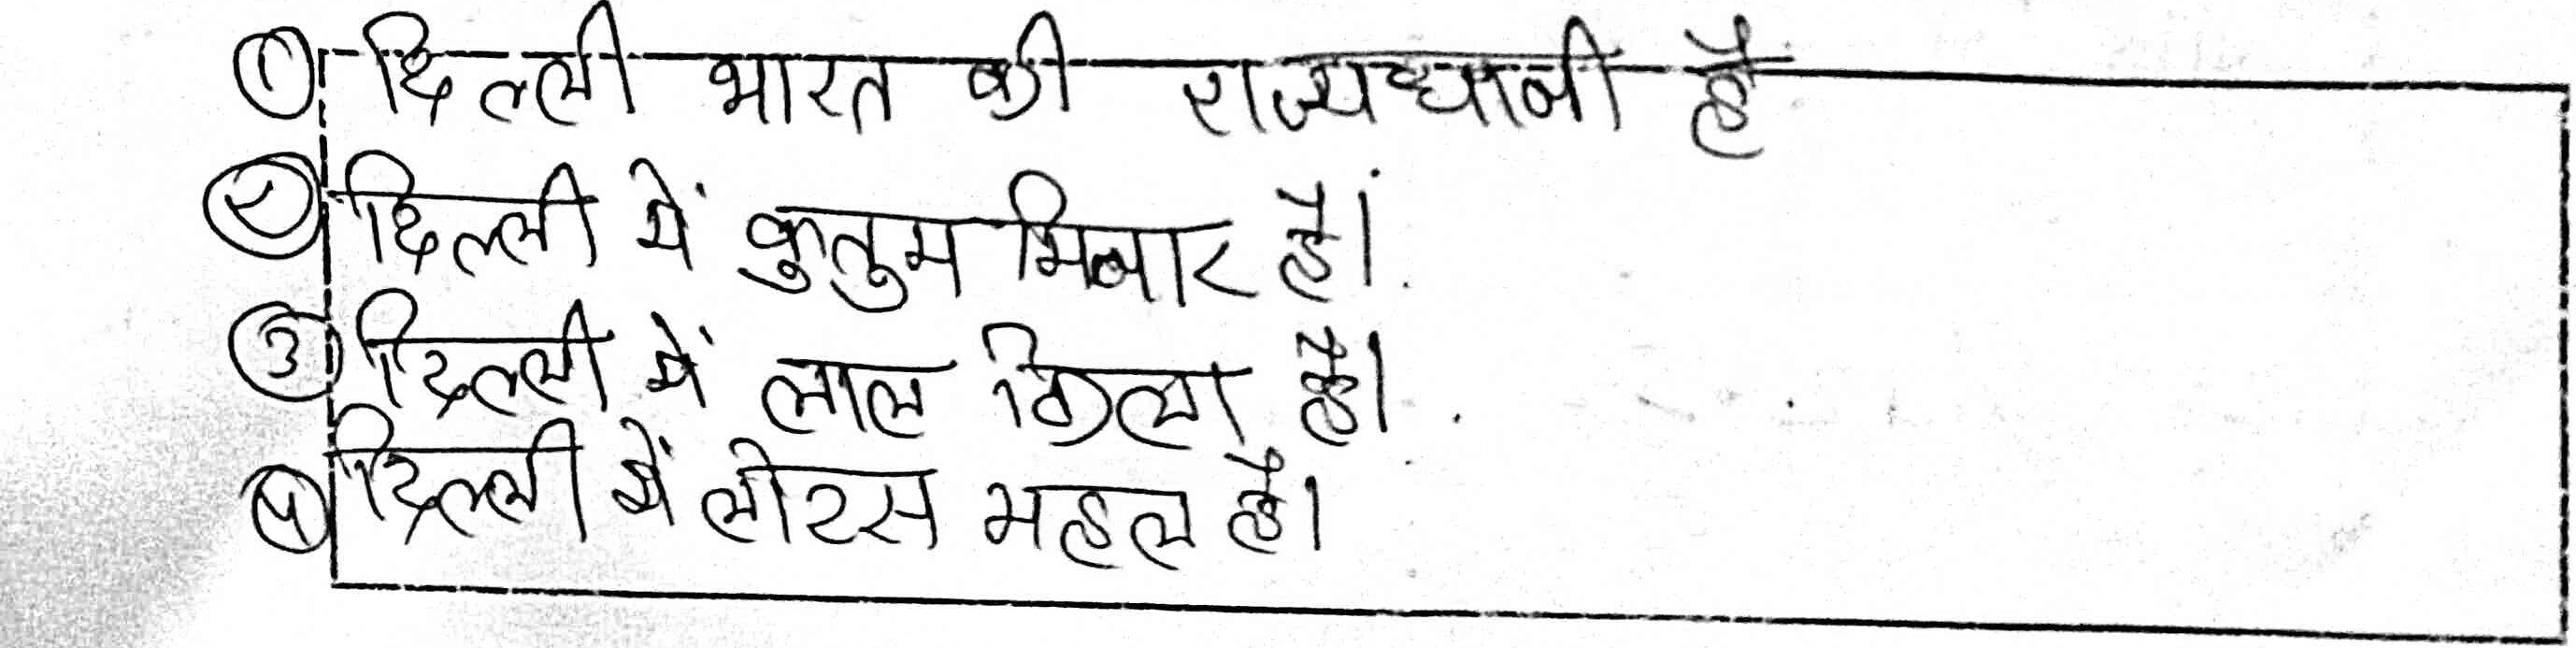 ① दिल्ली भारत की राज्यधानी है
② दिल्ली में कुतुम मिनार है।
③ दिल्ली में लाल किला है।
④ दिल्ली में लोटस महल है।